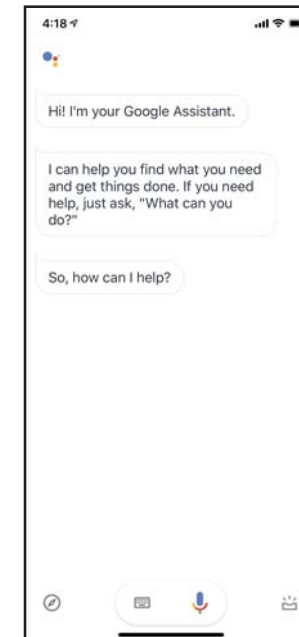 4:18
Hi! I'm your Google Assistant.
I can help you find what you need
and get things done. If you need
help, just ask, "What can you
do?"
So, how can I help?